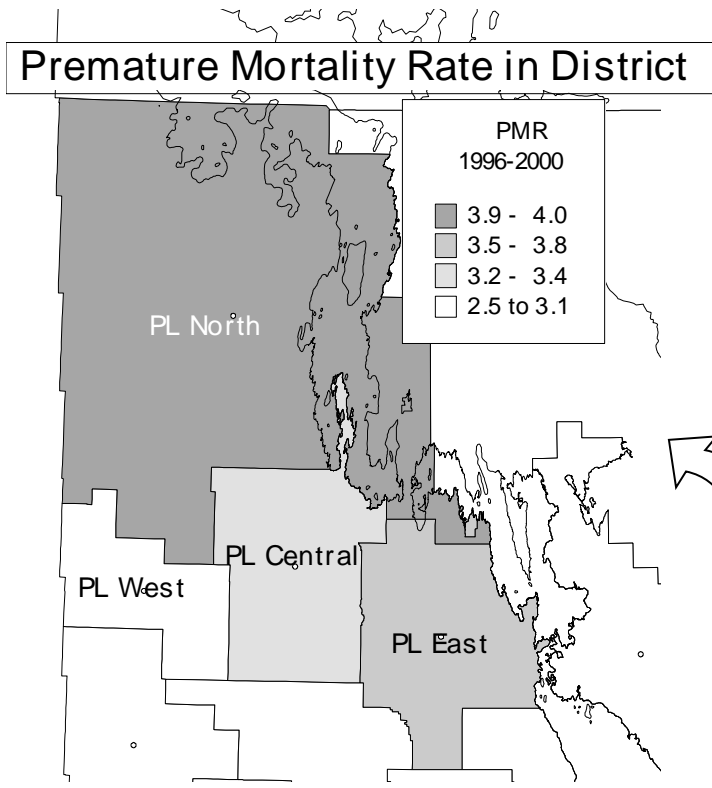 Premature Mortality Rate in District
PMR
1996-2000
3.9 - 4.0
3.5 - 3.8
3.2 - 3.4
2.5 to 3.1
PL North
PL Central
PL West
PL East